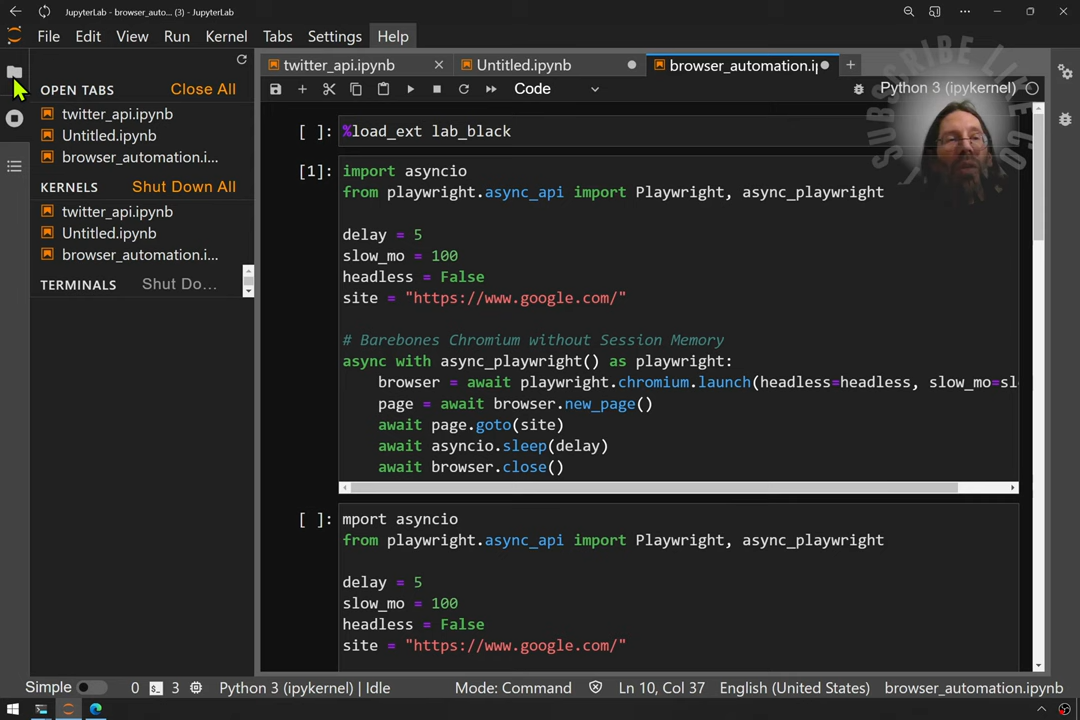 JupyterLab - browser_auto... (3) - JupyterLab
File Edit View Run Kernel Tabs Settings Help
OPEN TABS Close All
twitter_api.ipynb
Untitled.ipynb
browser_automation.i...
KERNELS Shut Down All
twitter_api.ipynb
Untitled.ipynb
browser_automation.i...
TERMINALS Shut Do...
twitter_api.ipynb
Untitled.ipynb
browser_automation.ip
Code
Python 3 (ipykernel)
SUBSCRIBE LIKE CO
[ ]: %load_ext lab_black
[1]: import asyncio
from playwright.async_api import Playwright, async_playwright
delay = 5
slow_mo = 100
headless = False
site = "https://www.google.com/"
# Barebones Chromium without Session Memory
async with async_playwright() as playwright:
browser = await playwright.chromium.launch(headless=headless, slow_mo=sl
page = await browser.new_page()
await page.goto(site)
await asyncio.sleep(delay)
await browser.close()
[ ]: mport asyncio
from playwright.async_api import Playwright, async_playwright
delay = 5
slow_mo = 100
headless = False
site = "https://www.google.com/"
Simple 0 3 Python 3 (ipykernel) | Idle Mode: Command Ln 10, Col 37 English (United States) browser_automation.ipynb